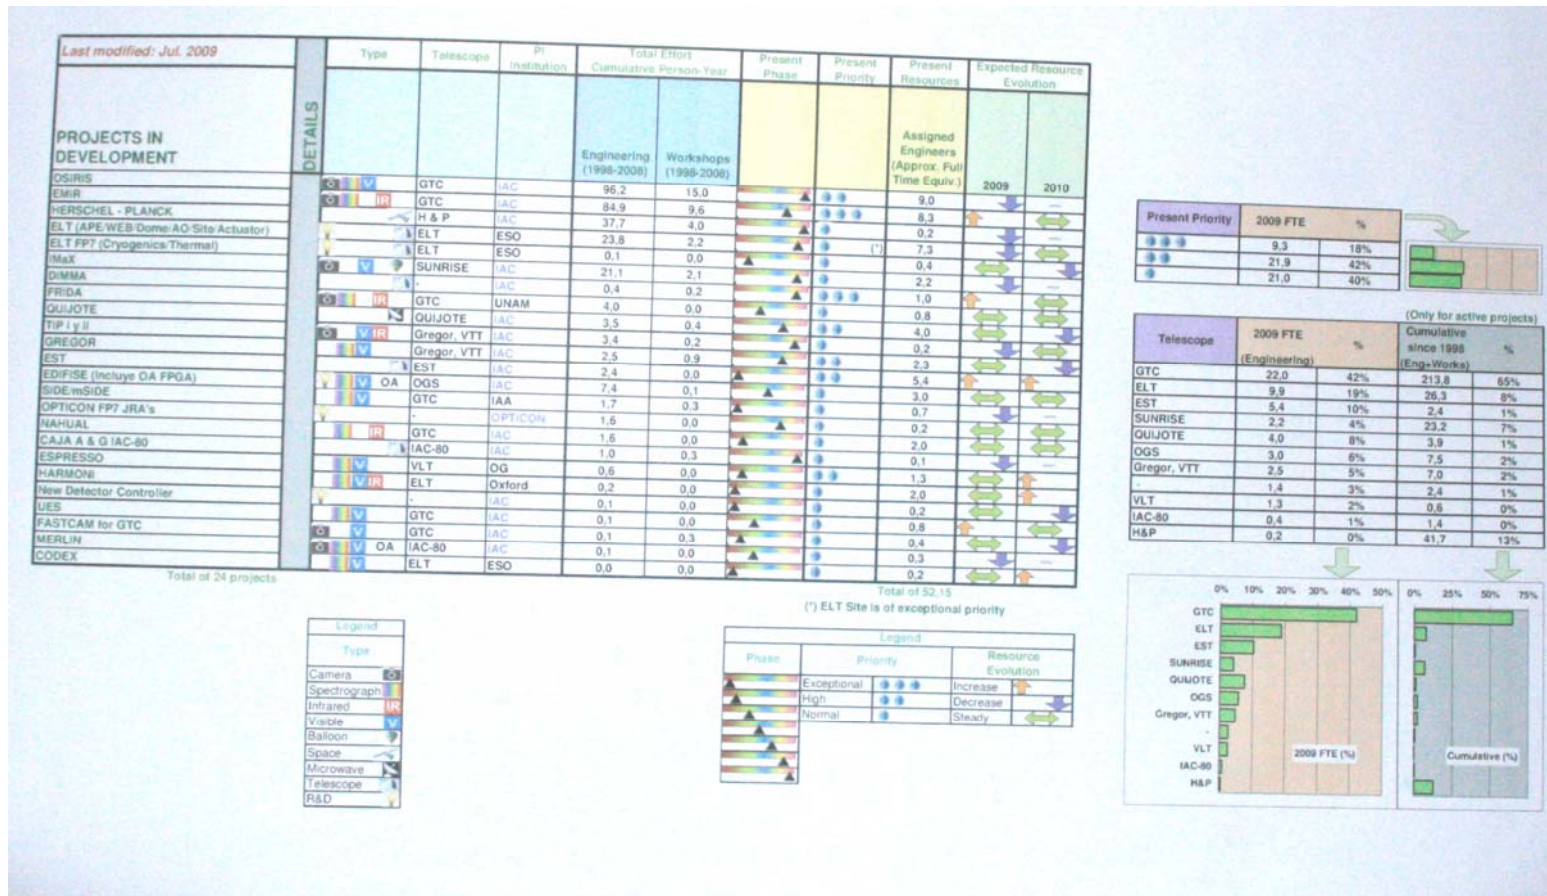 Last modified: Jul. 2009
PROJECTS IN
DEVELOPMENT
DETAILS
Type
Telescope
PI
Institution
Total Effort
Cumulative Person-Year
Engineering
(1998-2008)
Workshops
(1998-2008)
Present
Phase
Present
Priority
Present
Resources
Assigned
Engineers
(Approx. Full
Time Equiv.)
Expected Resource
Evolution
2009 2010
OSIRIS V GTC IAC 96,2 15,0 9,0 –
EMIR IR GTC IAC 84,9 9,6 8,3
HERSCHEL - PLANCK H & P IAC 37,7 4,0 0,2 –
ELT (APE/WEB/Dome/AO/Site/Actuator) ELT ESO 23,8 2,2 (*) 7,3
ELT FP7 (Cryogenics/Thermal) ELT ESO 0,1 0,0 0,4
IMaX V SUNRISE IAC 21,1 2,1 2,2 –
DIMMA - IAC 0,4 0,2 1,0
FRIDA IR GTC UNAM 4,0 0,0 0,8
QUIJOTE QUIJOTE IAC 3,5 0,4 4,0
TIP I y II V IR Gregor, VTT IAC 3,4 0,2 0,2
GREGOR V Gregor, VTT IAC 2,5 0,9 2,3
EST EST IAC 2,4 0,0 5,4
EDIFISE (Incluye OA FPGA) V OA OGS IAC 7,4 0,1 3,0
SIDE/mSIDE V GTC IAA 1,7 0,3 0,7 –
OPTICON FP7 JRA's - OPTICON 1,6 0,0 0,2
NAHUAL IR GTC IAC 1,6 0,0 2,0
CAJA A & G IAC-80 IAC-80 IAC 1,0 0,3 0,1 –
ESPRESSO V VLT OG 0,6 0,0 1,3
HARMONI V IR ELT Oxford 0,2 0,0 2,0
New Detector Controller - IAC 0,1 0,0 0,2
UES V GTC IAC 0,1 0,0 0,8
FASTCAM for GTC V GTC IAC 0,1 0,3 0,4
MERLIN V OA IAC-80 IAC 0,1 0,0 0,3 –
CODEX V ELT ESO 0,0 0,0 0,2
Total of 24 projects
Total of 52,15
(*) ELT Site is of exceptional priority
Legend
Type
Camera
Spectrograph
Infrared IR
Visible V
Balloon
Space
Microwave
Telescope
R&D
Legend
Phase Priority Resource
Evolution
Exceptional Increase
High Decrease
Normal Steady
Present Priority 2009 FTE %
9,3 18%
21,9 42%
21,0 40%
(Only for active projects)
Telescope 2009 FTE
(Engineering) % Cumulative
since 1998
(Eng+Works) %
GTC 22,0 42% 213,8 65%
ELT 9,9 19% 26,3 8%
EST 5,4 10% 2,4 1%
SUNRISE 2,2 4% 23,2 7%
QUIJOTE 4,0 8% 3,9 1%
OGS 3,0 6% 7,5 2%
Gregor, VTT 2,5 5% 7,0 2%
- 1,4 3% 2,4 1%
VLT 1,3 2% 0,6 0%
IAC-80 0,4 1% 1,4 0%
H&P 0,2 0% 41,7 13%
0% 10% 20% 30% 40% 50% 0% 25% 50% 75%
GTC
ELT
EST
SUNRISE
QUIJOTE
OGS
Gregor, VTT
-
VLT
IAC-80
H&P
2009 FTE (%)
Cumulative (%)